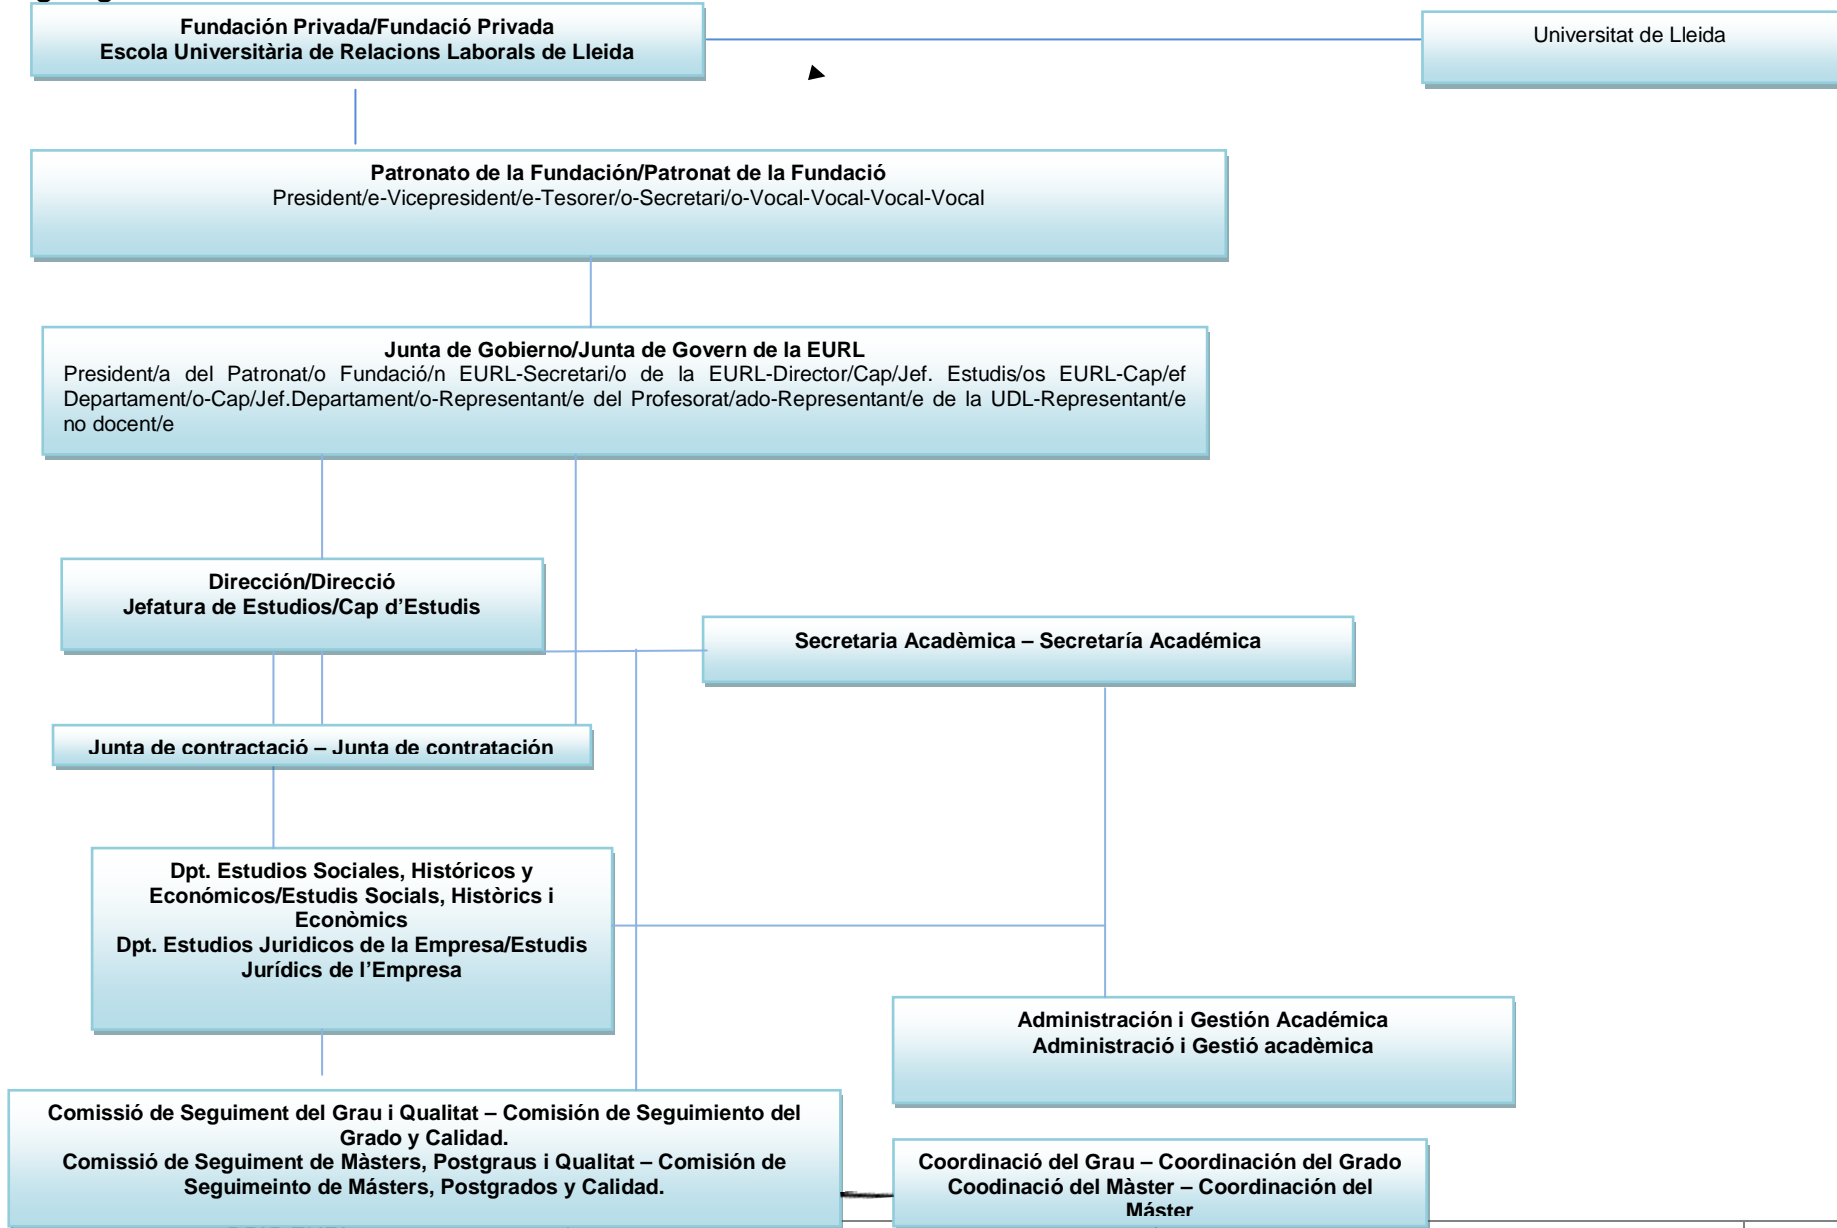 Fundación Privada/Fundació Privada
Escola Universitària de Relacions Laborals de Lleida
Universitat de Lleida
Patronato de la Fundación/Patronat de la Fundació
President/e-Vicepresident/e-Tesorer/o-Secretari/o-Vocal-Vocal-Vocal-Vocal
Junta de Gobierno/Junta de Govern de la EURL
President/a del Patronat/o Fundació/n EURL-Secretari/o de la EURL-Director/Cap/Jef. Estudis/os EURL-Cap/ef
Departament/o-Cap/Jef.Departament/o-Representant/e del Profesorat/ado-Representant/e de la UDL-Representant/e
no docent/e
Dirección/Direcció
Jefatura de Estudios/Cap d’Estudis
Secretaria Acadèmica – Secretaría Académica
Junta de contractació – Junta de contratación
Dpt. Estudios Sociales, Históricos y
Económicos/Estudis Socials, Històrics i
Econòmics
Dpt. Estudios Juridicos de la Empresa/Estudis
Jurídics de l’Empresa
Administración i Gestión Académica
Administració i Gestió acadèmica
Comissió de Seguiment del Grau i Qualitat – Comisión de Seguimiento del
Grado y Calidad.
Comissió de Seguiment de Màsters, Postgraus i Qualitat – Comisión de
Seguimeinto de Másters, Postgrados y Calidad.
Coordinació del Grau – Coordinación del Grado
Coodinació del Màster – Coordinación del
Máster